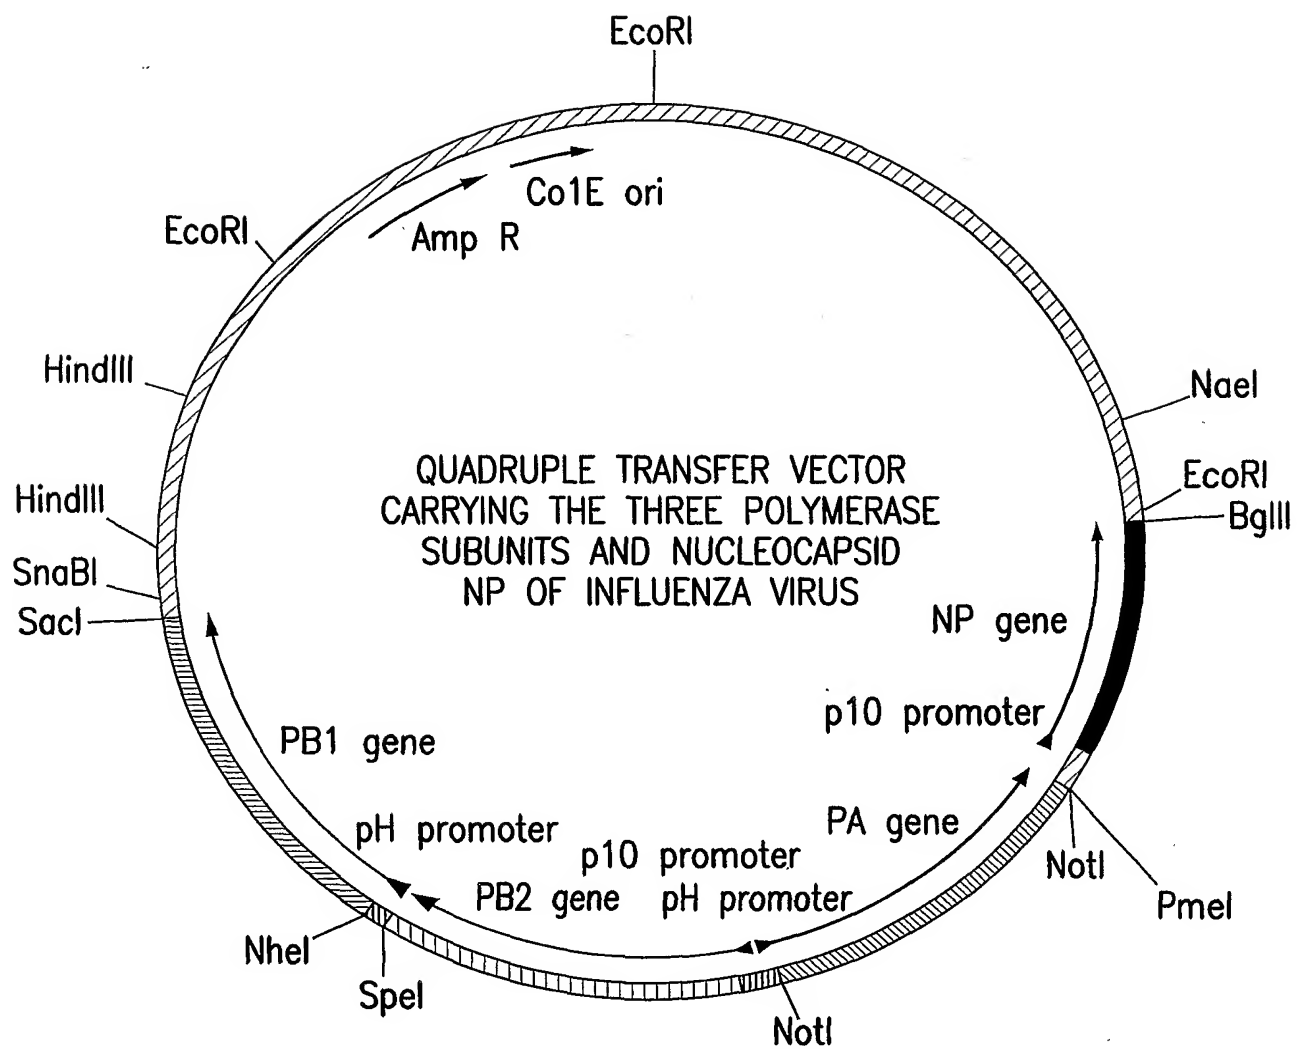 EcoRI
Co1E ori
EcoRI
Amp R
HindIII
NaeI
QUADRUPLE TRANSFER VECTOR
CARRYING THE THREE POLYMERASE
SUBUNITS AND NUCLEOCAPSID
NP OF INFLUENZA VIRUS
EcoRI
BglII
HindIII
SnaBI
SacI
NP gene
p10 promoter
PB1 gene
PA gene
pH promoter
p10 promoter
PB2 gene pH promoter
NotI
PmeI
NheI
SpeI
NotI